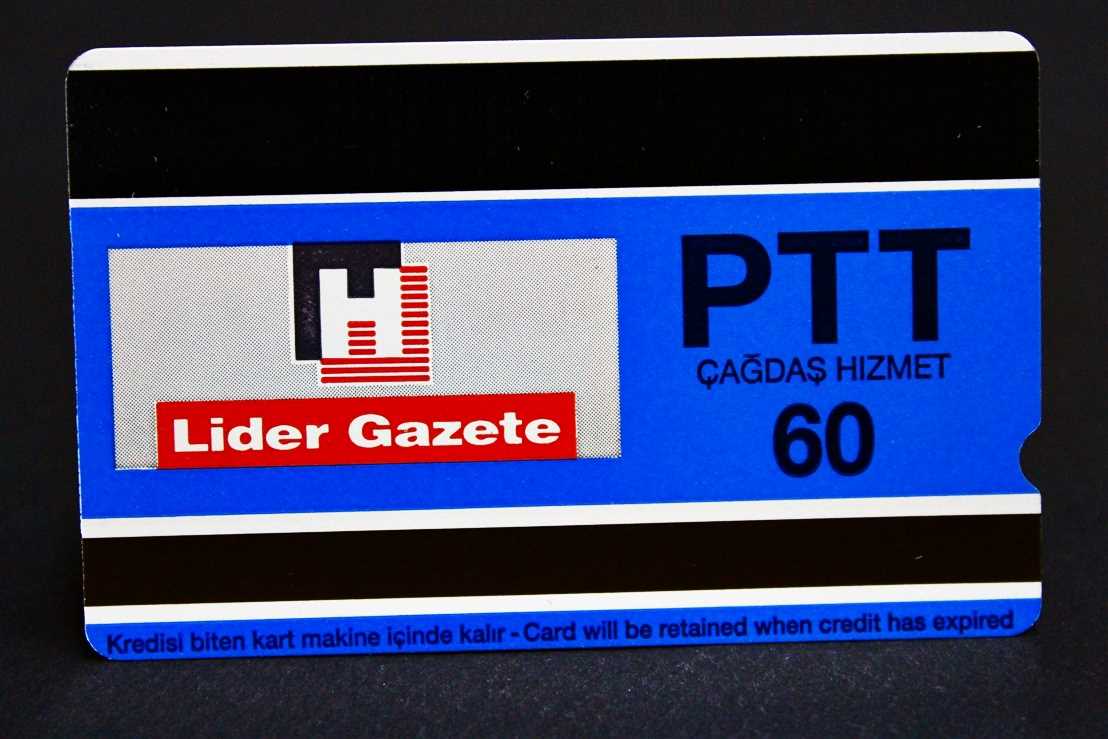 PTT
ÇAĞDAŞ HIZMET
60
Lider Gazete
Kredisi biten kart makine içinde kalır - Card will be retained when credit has expired